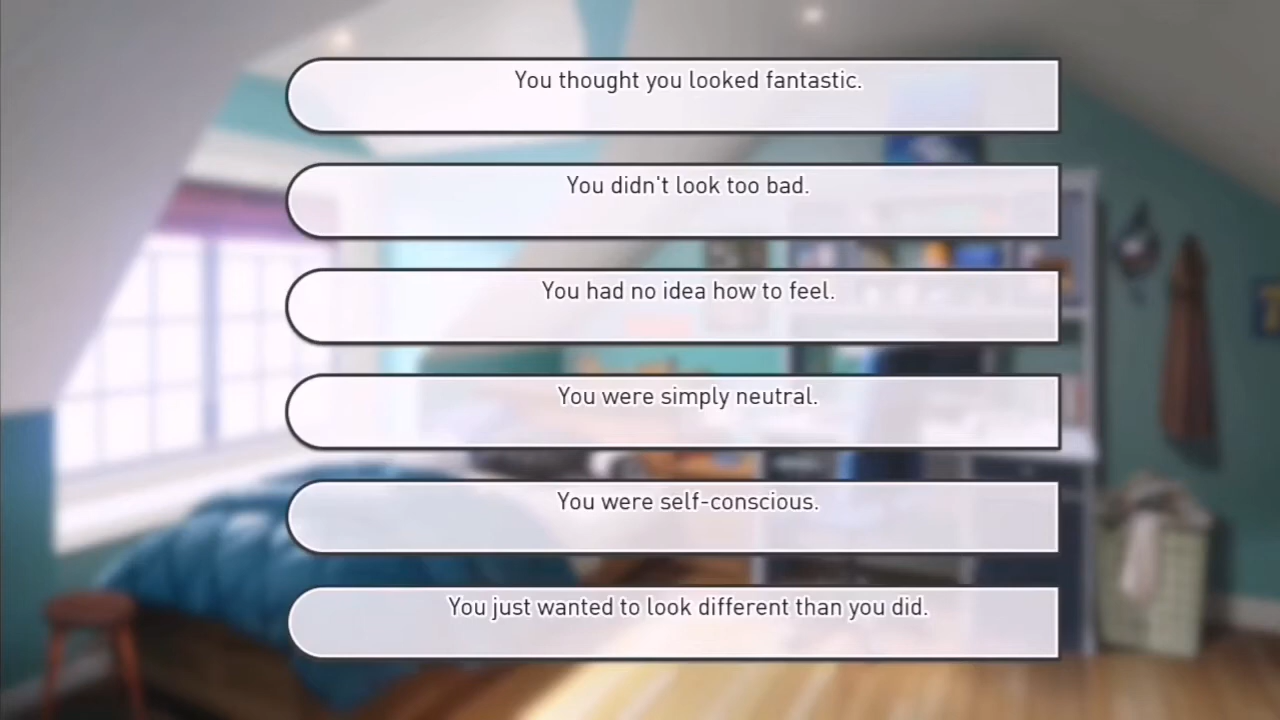 You thought you looked fantastic.
You didn't look too bad.
You had no idea how to feel.
You were simply neutral.
You were self-conscious.
You just wanted to look different than you did.